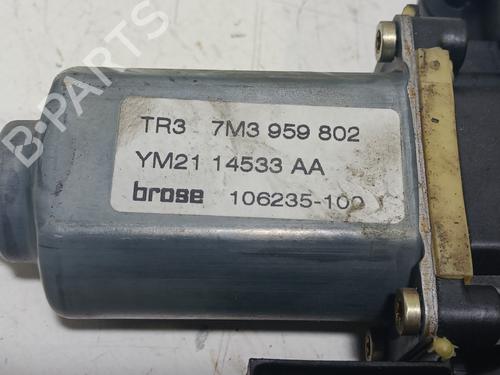 B-PARTS
TR3 7M3 959 802
YM21 14533 AA
brose 106235-100